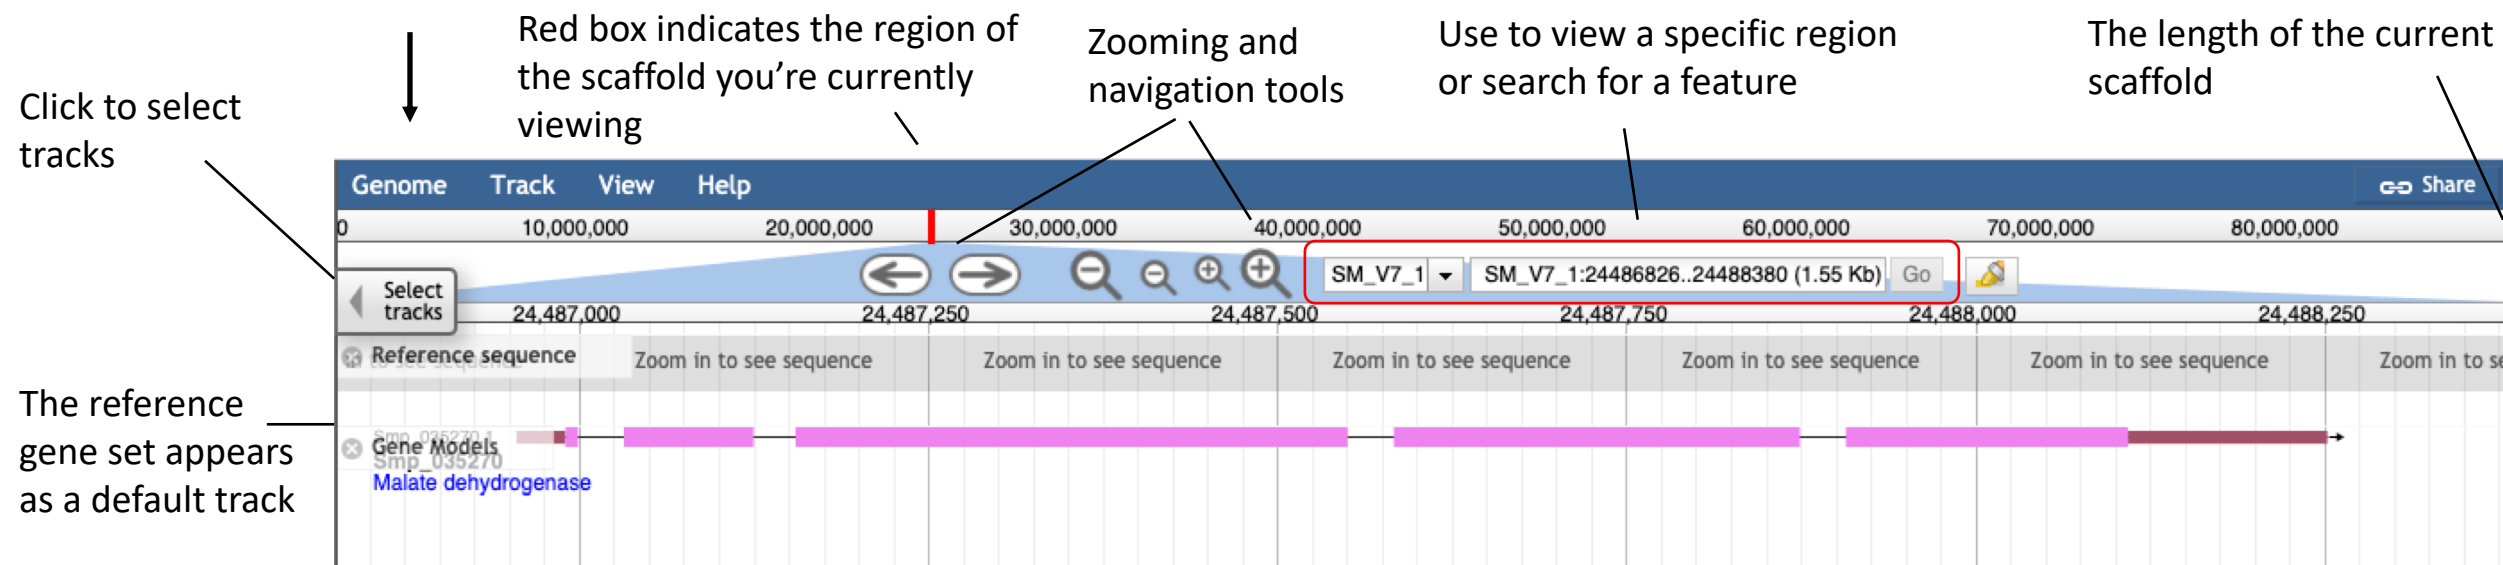 Red box indicates the region of
the scaffold you're currently
viewing
Zooming and
navigation tools
Use to view a specific region
or search for a feature
The length of the current
scaffold
Click to select
tracks
Genome Track View Help Share
0 10,000,000 20,000,000 30,000,000 40,000,000 50,000,000 60,000,000 70,000,000 80,000,000
SM_V7_1 SM_V7_1:24486826..24488380 (1.55 Kb) Go
Select
tracks
24,487,000 24,487,250 24,487,500 24,487,750 24,488,000 24,488,250
Reference sequence Zoom in to see sequence Zoom in to see sequence Zoom in to see sequence Zoom in to see sequence Zoom in to see sequence Zoom in to se
The reference
gene set appears
as a default track
Smp_035270.1
Gene Models
Smp_035270
Malate dehydrogenase